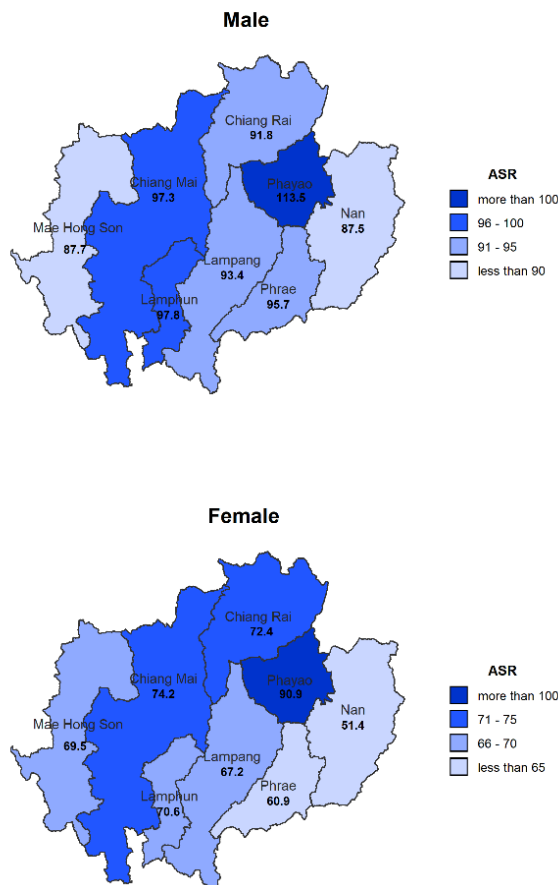 Male
Chiang Rai
91.8
Chiang Mai
97.3
Phayao
113.5
Mae Hong Son
87.7
Nan
87.5
Lampang
93.4
Lamphun
97.8
Phrae
95.7
ASR
more than 100
96 - 100
91 - 95
less than 90
Female
Chiang Rai
72.4
Chiang Mai
74.2
Phayao
90.9
Mae Hong Son
69.5
Nan
51.4
Lampang
67.2
Lamphun
70.6
Phrae
60.9
ASR
more than 100
71 - 75
66 - 70
less than 65